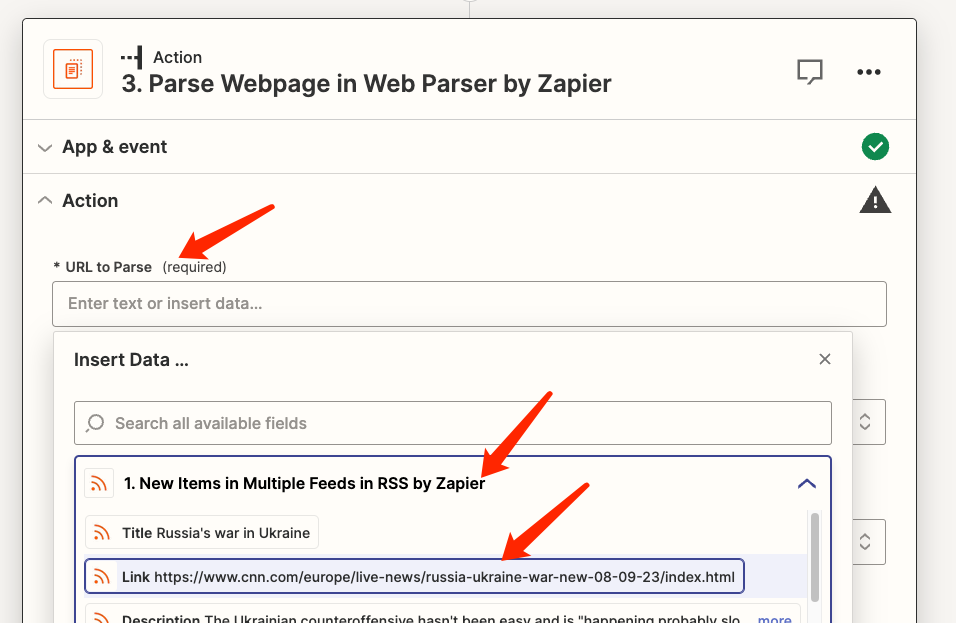 Action
3. Parse Webpage in Web Parser by Zapier
App & event
Action
* URL to Parse (required)
Enter text or insert data...
Insert Data ...
Search all available fields
1. New Items in Multiple Feeds in RSS by Zapier
Title Russia's war in Ukraine
Link https://www.cnn.com/europe/live-news/russia-ukraine-war-new-08-09-23/index.html
Description The Ukrainian counteroffensive hasn't been easy and is "happening probably slo more